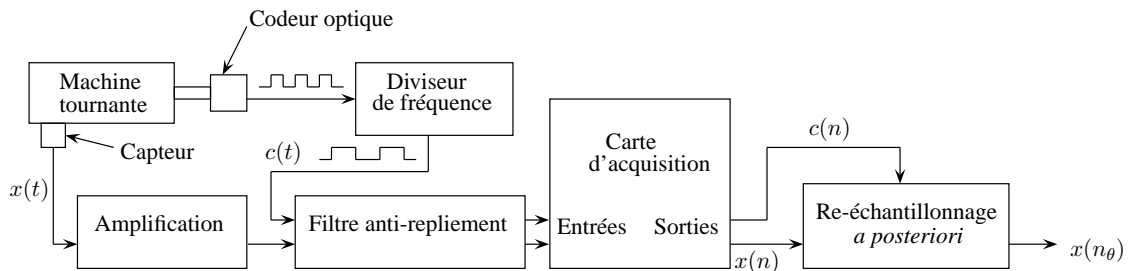 Codeur optique
Machine
tournante
Diviseur
de fréquence
Capteur
c(t)
Carte
d'acquisition
c(n)
x(t)
Amplification
Filtre anti-repliement
Entrées
Sorties
x(n)
Re-échantillonnage
a posteriori
x(n_θ)